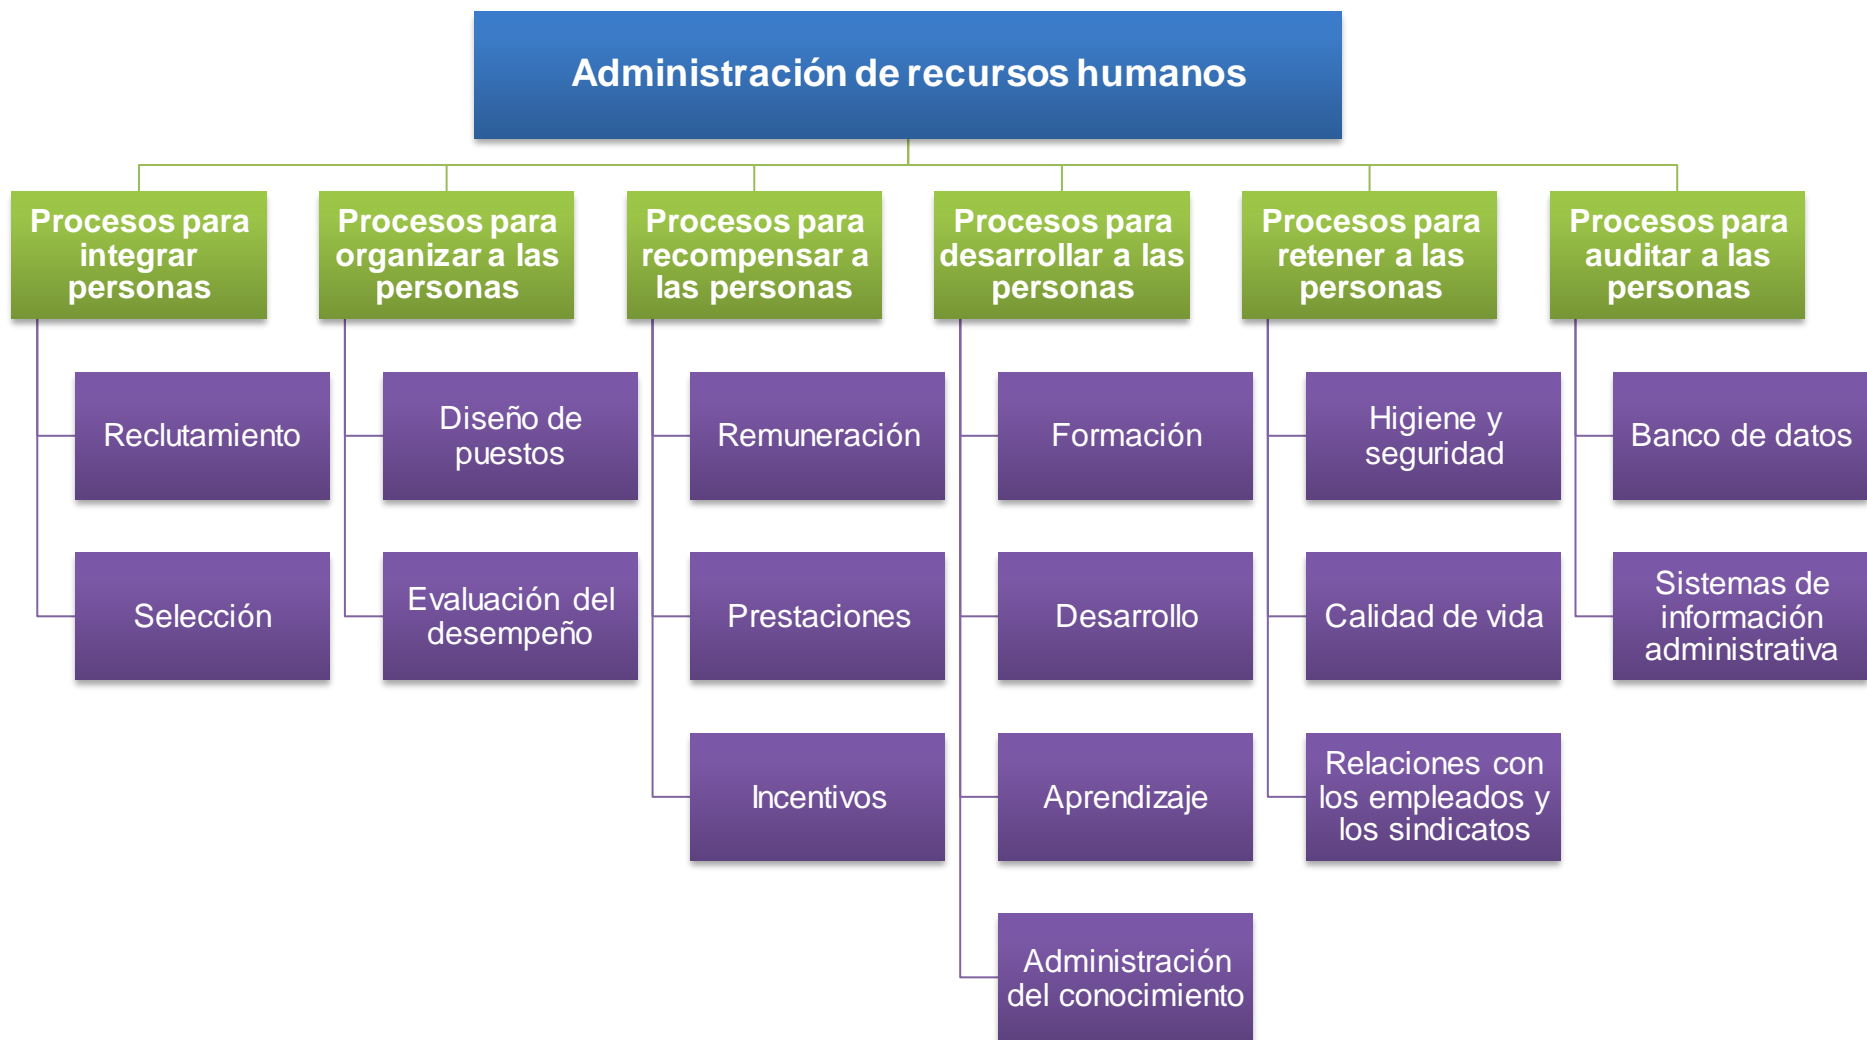 Administración de recursos humanos
Procesos para
integrar
personas
Reclutamiento
Selección
Procesos para
organizar a las
personas
Diseño de
puestos
Evaluación del
desempeño
Procesos para
recompensar a
las personas
Remuneración
Prestaciones
Incentivos
Procesos para
desarrollar a las
personas
Formación
Desarrollo
Aprendizaje
Administración
del conocimiento
Procesos para
retener a las
personas
Higiene y
seguridad
Calidad de vida
Relaciones con
los empleados y
los sindicatos
Procesos para
auditar a las
personas
Banco de datos
Sistemas de
información
administrativa